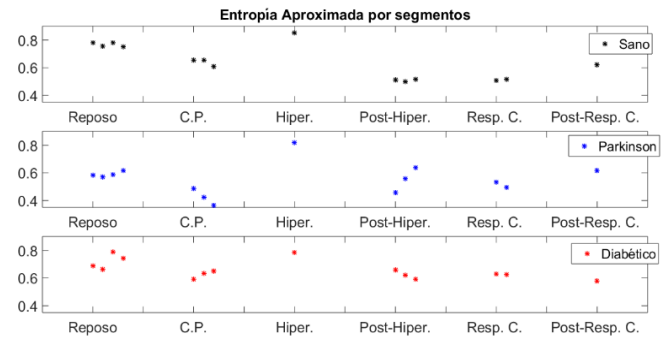 Entropía Aproximada por segmentos
0.8
0.6
0.4
Sano
Reposo C.P. Hiper. Post-Hiper. Resp. C. Post-Resp. C.
0.8
0.6
0.4
Parkinson
Reposo C.P. Hiper. Post-Hiper. Resp. C. Post-Resp. C.
0.8
0.6
0.4
Diabético
Reposo C.P. Hiper. Post-Hiper. Resp. C. Post-Resp. C.